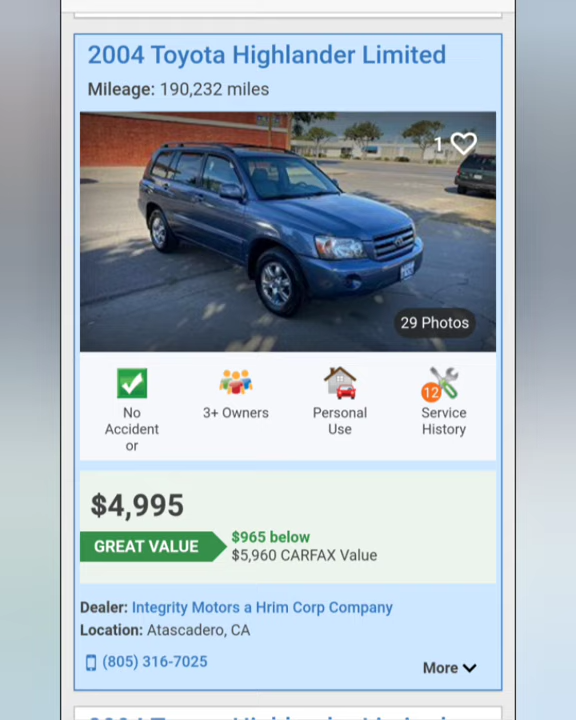 2004 Toyota Highlander Limited
Mileage: 190,232 miles
1
29 Photos
No Accident or
3+ Owners
Personal Use
12
Service History
$4,995
GREAT VALUE
$965 below
$5,960 CARFAX Value
Dealer: Integrity Motors a Hrim Corp Company
Location: Atascadero, CA
(805) 316-7025
More